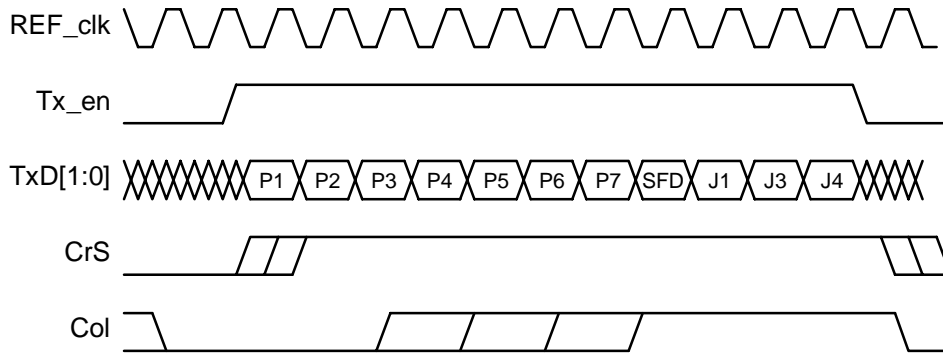 REF_clk
Tx_en
TxD[1:0] P1 P2 P3 P4 P5 P6 P7 SFD J1 J3 J4
CrS
Col